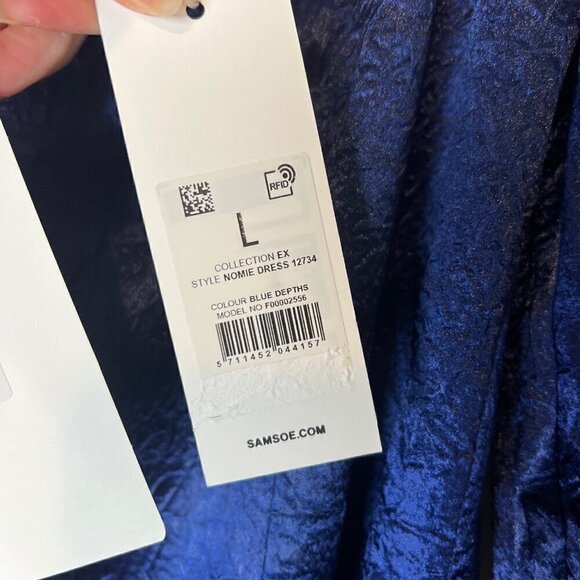 RFID
L
COLLECTION EX
STYLE NOMIE DRESS 12734
COLOUR BLUE DEPTHS
MODEL NO F00002556
5 711452 044157
SAMSOE.COM